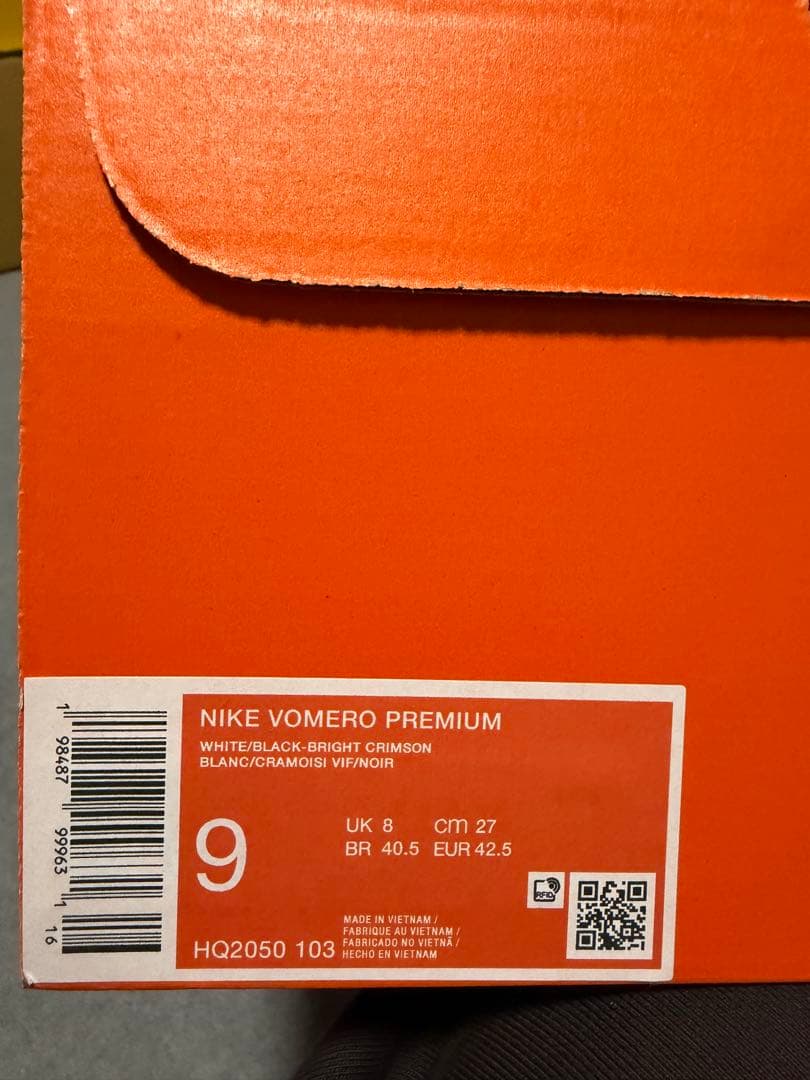 NIKE VOMERO PREMIUM
WHITE/BLACK-BRIGHT CRIMSON
BLANC/CRAMOISI VIF/NOIR
9
UK 8 cm 27
BR 40.5 EUR 42.5
RFID
HQ2050 103
MADE IN VIETNAM /
FABRIQUE AU VIETNAM /
FABRICADO NO VIETNÃ /
HECHO EN VIETNAM
1 98487 99963 1 16